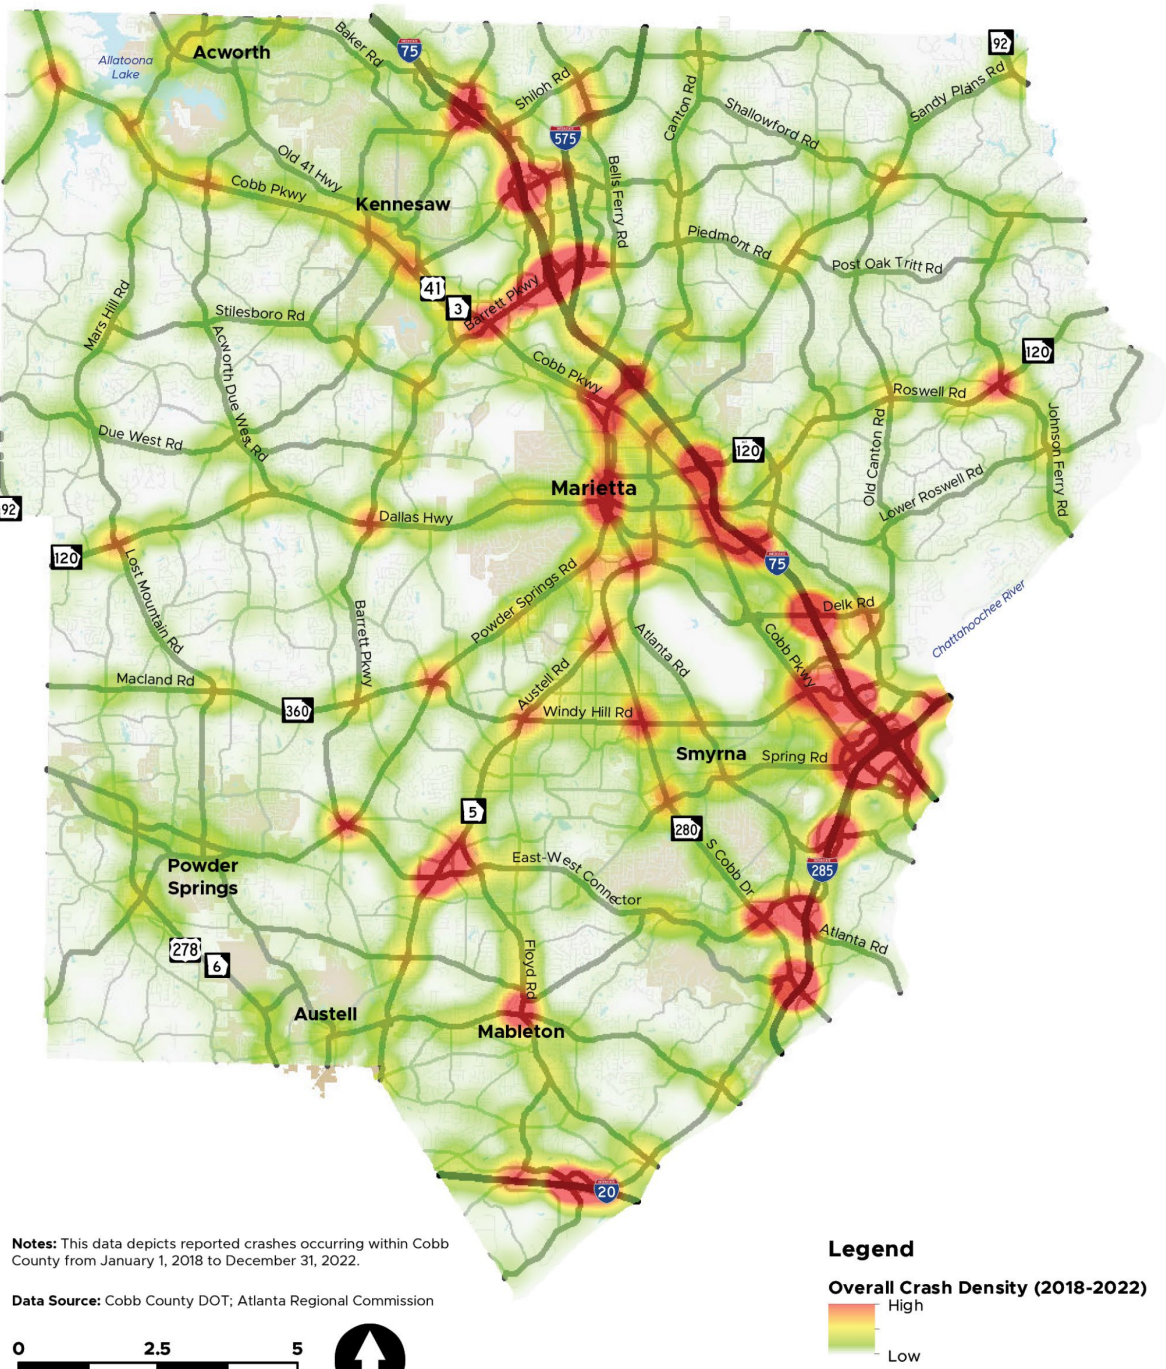 92
Acworth
Allatoona
Lake
Baker Rd
75
Shiloh Rd
575
Canton Rd
Shallowford Rd
Sandy Plains Rd
Old 41 Hwy
Cobb Pkwy
Kennesaw
Bells Ferry Rd
Piedmont Rd
Post Oak Tritt Rd
41
3
Barrett Pkwy
Mars Hill Rd
Stilesboro Rd
Acworth Due West Rd
Cobb Pkwy
120
Roswell Rd
Due West Rd
Old Canton Rd
Johnson Ferry Rd
120
Lower Roswell Rd
Marietta
92
Dallas Hwy
120
75
Lost Mountain Rd
Barrett Pkwy
Powder Springs Rd
Delk Rd
Chattahoochee River
Atlanta Rd
Cobb Pkwy
Macland Rd
360
Austell Rd
Windy Hill Rd
Smyrna
Spring Rd
5
280
Powder
Springs
East-West Connector
S Cobb Dr
285
278
6
Floyd Rd
Atlanta Rd
Austell
Mableton
20
Notes: This data depicts reported crashes occurring within Cobb
County from January 1, 2018 to December 31, 2022.
Data Source: Cobb County DOT; Atlanta Regional Commission
0 2.5 5
Legend
Overall Crash Density (2018-2022)
High
Low